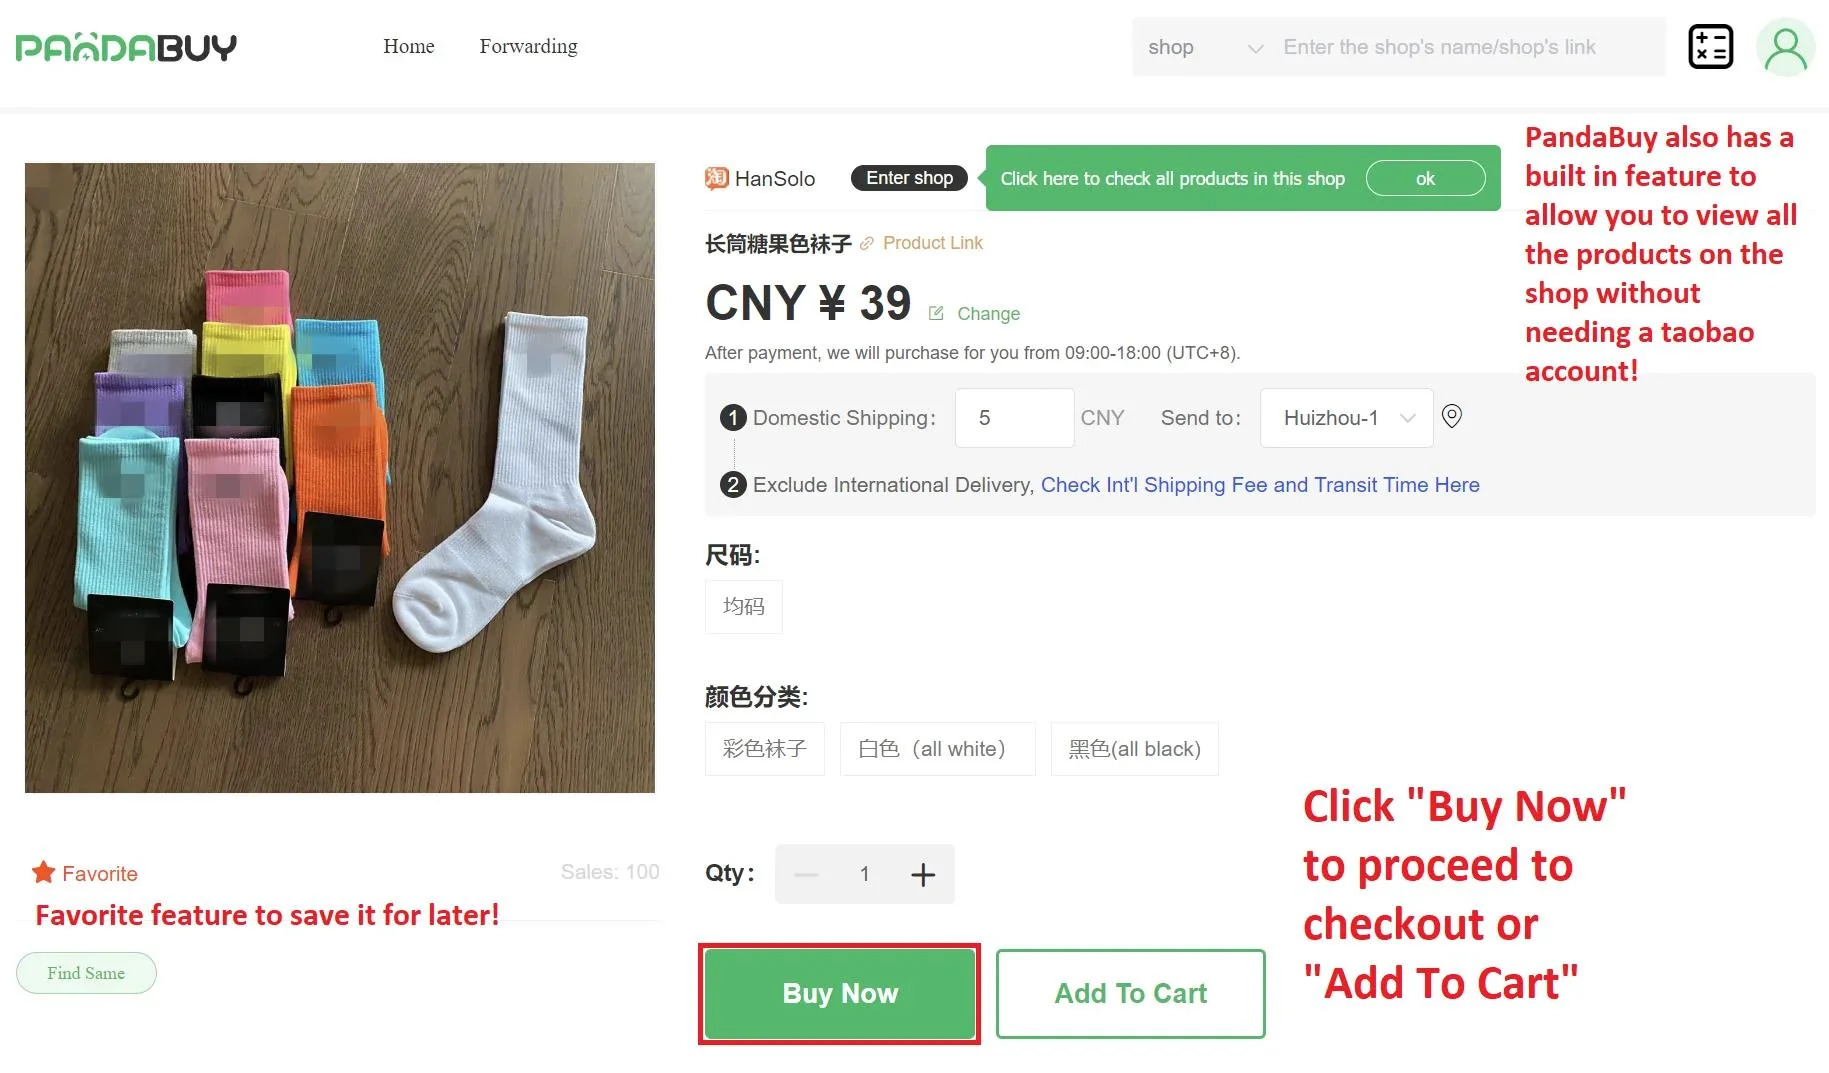 PANDABUY
Home
Forwarding
shop
Enter the shop's name/shop's link
淘 HanSolo
Enter shop
Click here to check all products in this shop
ok
PandaBuy also has a
built in feature to
allow you to view all
the products on the
shop without
needing a taobao
account!
长筒糖果色袜子
Product Link
CNY ¥ 39
Change
After payment, we will purchase for you from 09:00-18:00 (UTC+8).
1 Domestic Shipping: 5 CNY Send to: Huizhou-1
2 Exclude International Delivery, Check Int'l Shipping Fee and Transit Time Here
尺码:
均码
颜色分类:
彩色袜子
白色（all white）
黑色(all black)
Favorite
Sales: 100
Favorite feature to save it for later!
Find Same
Qty:
1
Buy Now
Add To Cart
Click "Buy Now"
to proceed to
checkout or
"Add To Cart"